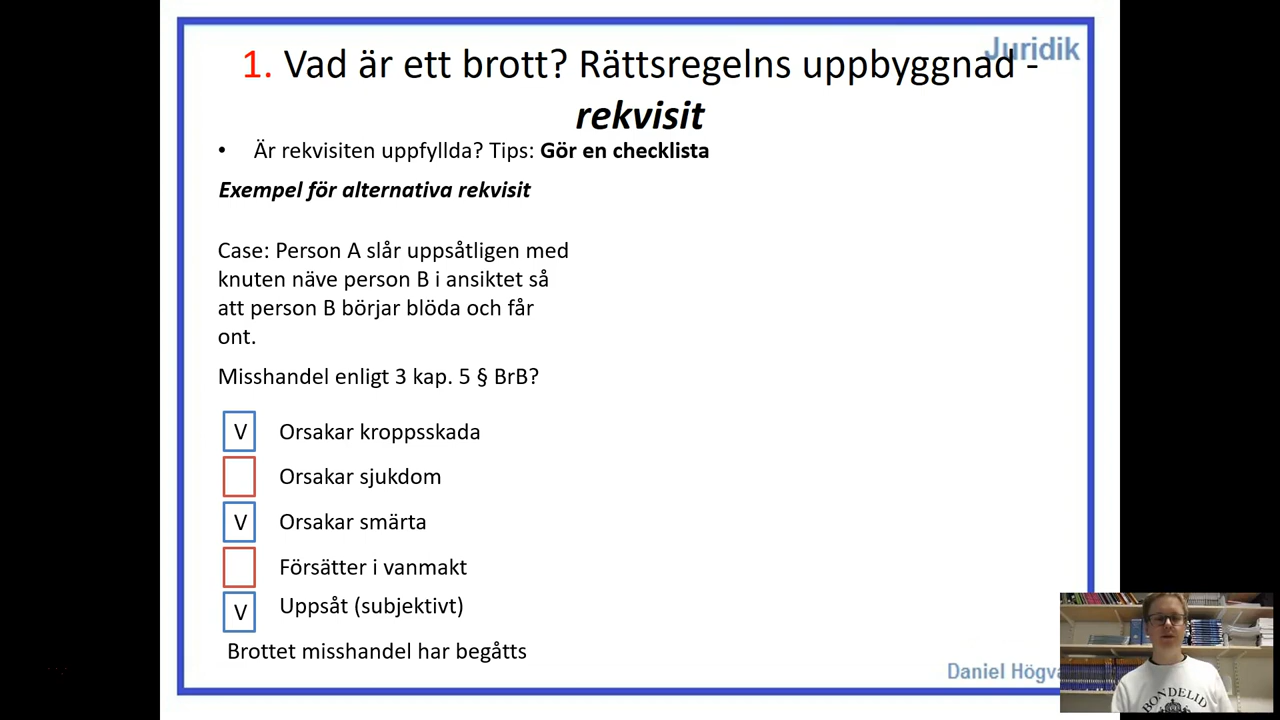 Juridik
1. Vad är ett brott? Rättsregelns uppbyggnad -
rekvisit
• Är rekvisiten uppfyllda? Tips: Gör en checklista
Exempel för alternativa rekvisit
Case: Person A slår uppsåtligen med
knuten näve person B i ansiktet så
att person B börjar blöda och får
ont.
Misshandel enligt 3 kap. 5 § BrB?
V Orsakar kroppsskada
Orsakar sjukdom
V Orsakar smärta
Försätter i vanmakt
V Uppsåt (subjektivt)
Brottet misshandel har begåtts
Daniel
BONDELID